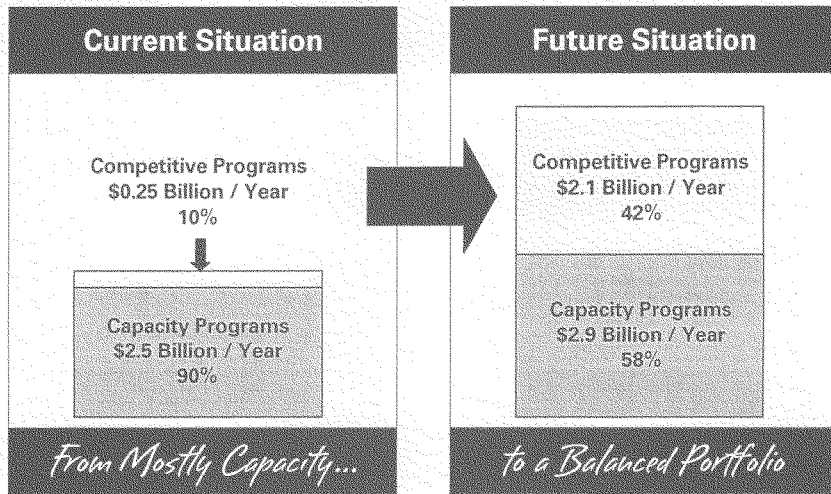 Current Situation
Competitive Programs
$0.25 Billion / Year
10%
Capacity Programs
$2.5 Billion / Year
90%
From Mostly Capacity...
Future Situation
Competitive Programs
$2.1 Billion / Year
42%
Capacity Programs
$2.9 Billion / Year
58%
to a Balanced Portfolio